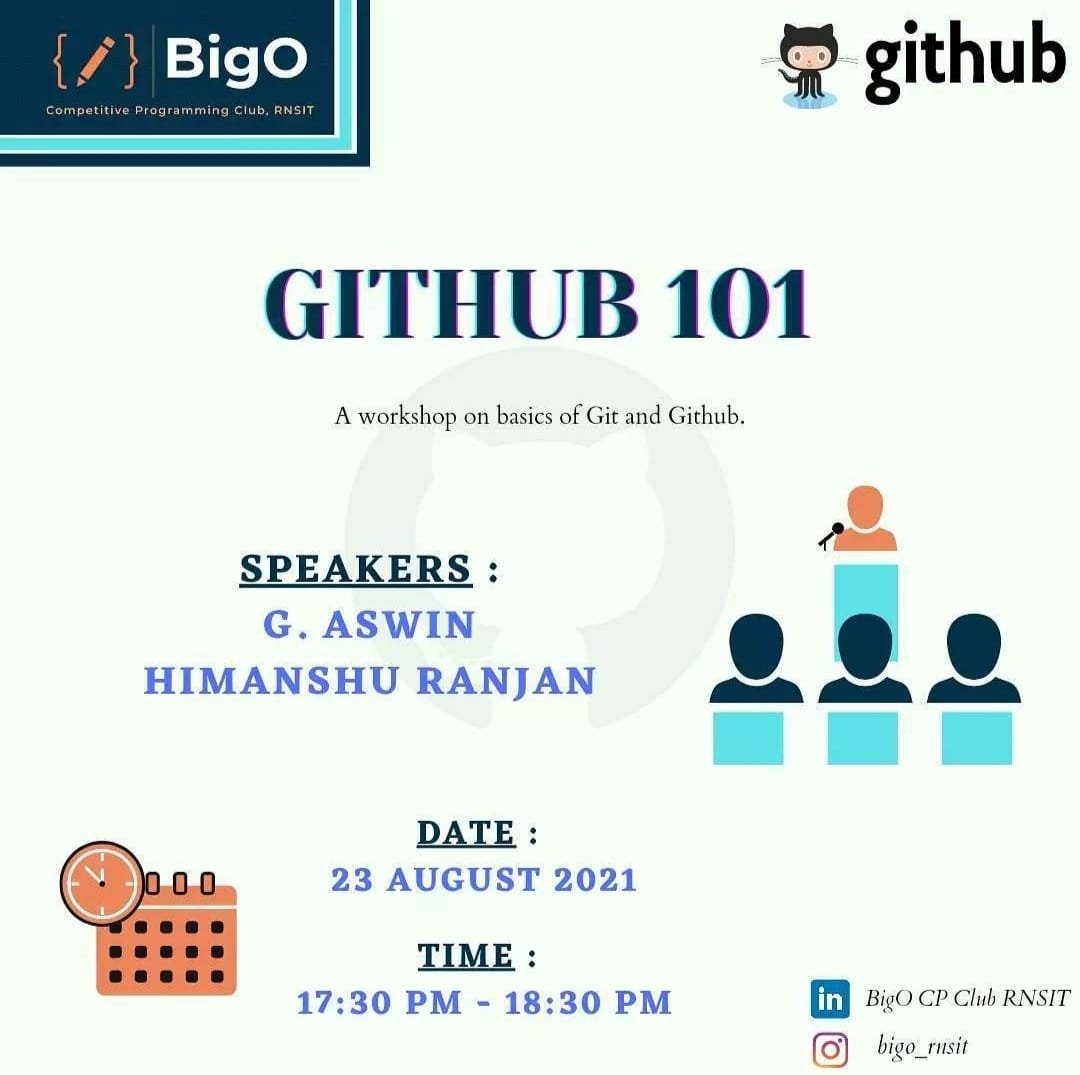 BigO
Competitive Programming Club, RNSIT
github
GITHUB 101
A workshop on basics of Git and Github.
SPEAKERS :
G. ASWIN
HIMANSHU RANJAN
DATE :
23 AUGUST 2021
TIME :
17:30 PM - 18:30 PM
in BigO CP Club RNSIT
bigo_rnsit